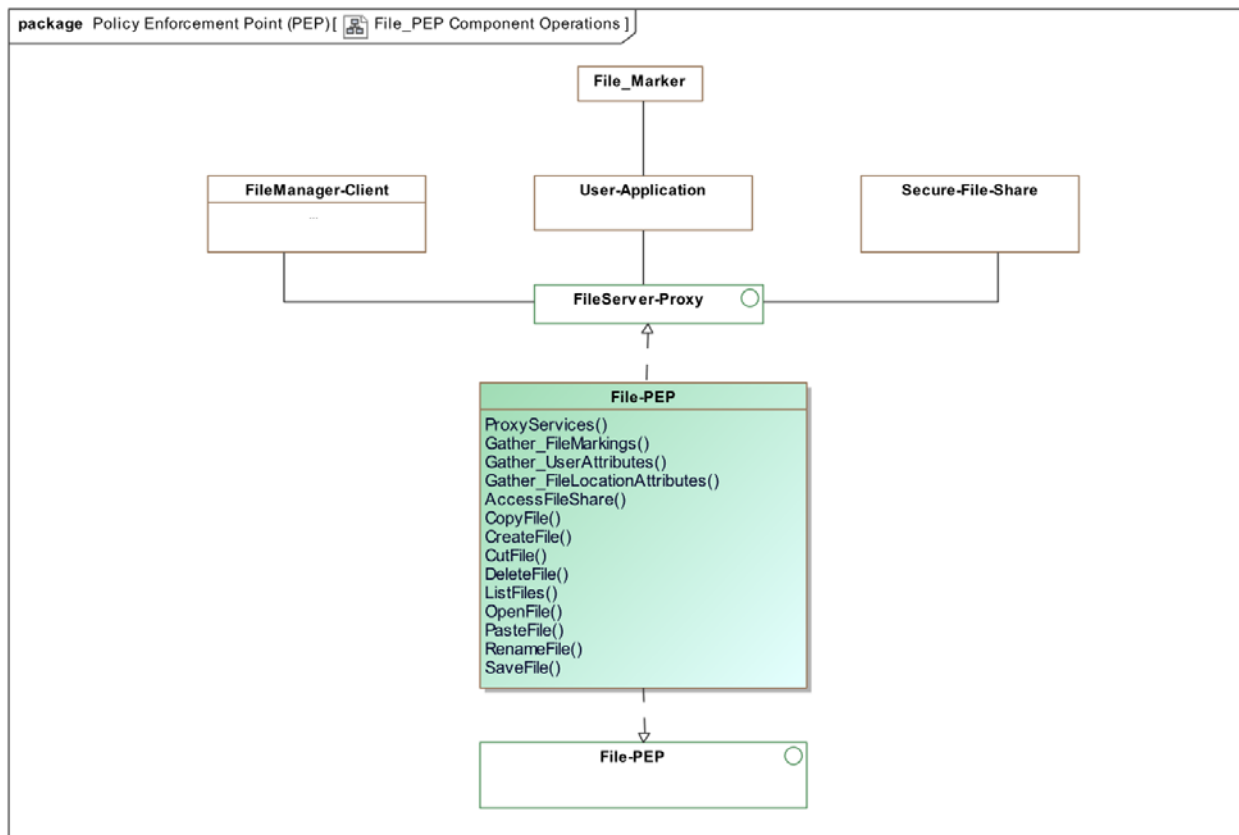 package Policy Enforcement Point (PEP) [ File_PEP Component Operations ]
File_Marker
FileManager-Client
...
User-Application
Secure-File-Share
FileServer-Proxy
File-PEP
ProxyServices()
Gather_FileMarkings()
Gather_UserAttributes()
Gather_FileLocationAttributes()
AccessFileShare()
CopyFile()
CreateFile()
CutFile()
DeleteFile()
ListFiles()
OpenFile()
PasteFile()
RenameFile()
SaveFile()
File-PEP